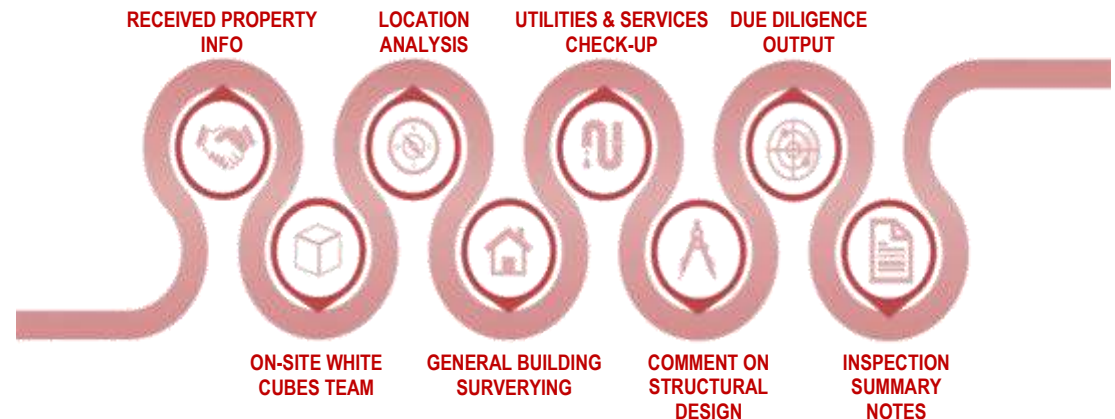 RECEIVED PROPERTY
INFO
LOCATION
ANALYSIS
UTILITIES & SERVICES
CHECK-UP
DUE DILIGENCE
OUTPUT
ON-SITE WHITE
CUBES TEAM
GENERAL BUILDING
SURVERYING
COMMENT ON
STRUCTURAL
DESIGN
INSPECTION
SUMMARY
NOTES